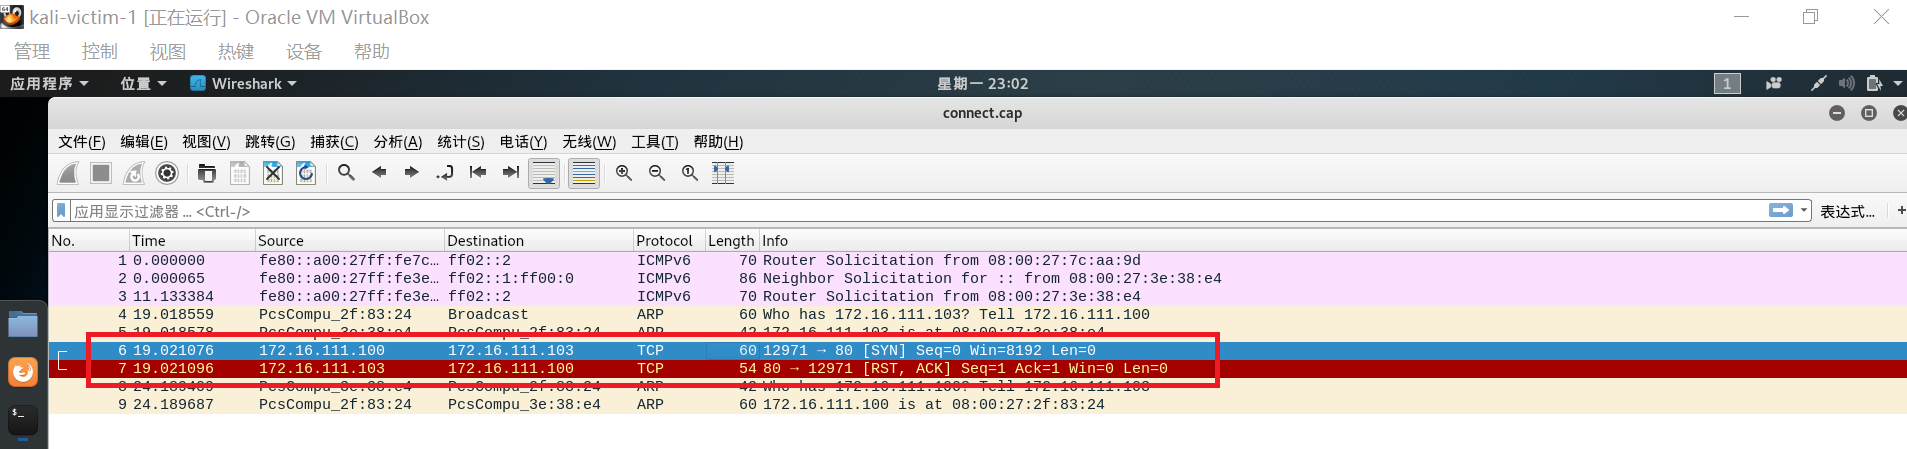 kali-victim-1 [正在运行] - Oracle VM VirtualBox
管理 控制 视图 热键 设备 帮助
应用程序 位置 Wireshark 星期一 23:02 1
connect.cap
文件(F) 编辑(E) 视图(V) 跳转(G) 捕获(C) 分析(A) 统计(S) 电话(Y) 无线(W) 工具(T) 帮助(H)
应用显示过滤器 … <Ctrl-/> 表达式… +
No. Time Source Destination Protocol Length Info
1 0.000000 fe80::a00:27ff:fe7c… ff02::2 ICMPv6 70 Router Solicitation from 08:00:27:7c:aa:9d
2 0.000065 fe80::a00:27ff:fe3e… ff02::1:ff00:0 ICMPv6 86 Neighbor Solicitation for :: from 08:00:27:3e:38:e4
3 11.133384 fe80::a00:27ff:fe3e… ff02::2 ICMPv6 70 Router Solicitation from 08:00:27:3e:38:e4
4 19.018559 PcsCompu_2f:83:24 Broadcast ARP 60 Who has 172.16.111.103? Tell 172.16.111.100
5 19.018578 PcsCompu_3e:38:e4 PcsCompu_2f:83:24 ARP 42 172.16.111.103 is at 08:00:27:3e:38:e4
6 19.021076 172.16.111.100 172.16.111.103 TCP 60 12971 → 80 [SYN] Seq=0 Win=8192 Len=0
7 19.021096 172.16.111.103 172.16.111.100 TCP 54 80 → 12971 [RST, ACK] Seq=1 Ack=1 Win=0 Len=0
8 PcsCompu_3e:38:e4 PcsCompu_2f:83:24 ARP 42 Who has 172.16.111.100? Tell 172.16.111.103
9 24.189687 PcsCompu_2f:83:24 PcsCompu_3e:38:e4 ARP 60 172.16.111.100 is at 08:00:27:2f:83:24